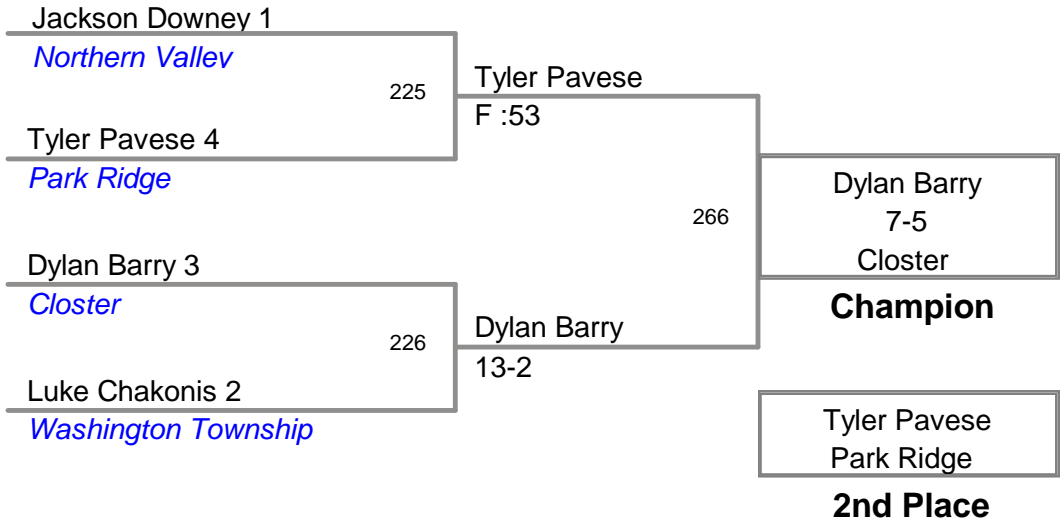 Jackson Downey 1
Northern Vallev
225
Tyler Pavese
F :53
Tyler Pavese 4
Park Ridge
266
Dylan Barry
7-5
Closter
Champion
Dylan Barry 3
Closter
226
Dylan Barry
13-2
Luke Chakonis 2
Washington Township
Tyler Pavese
Park Ridge
2nd Place